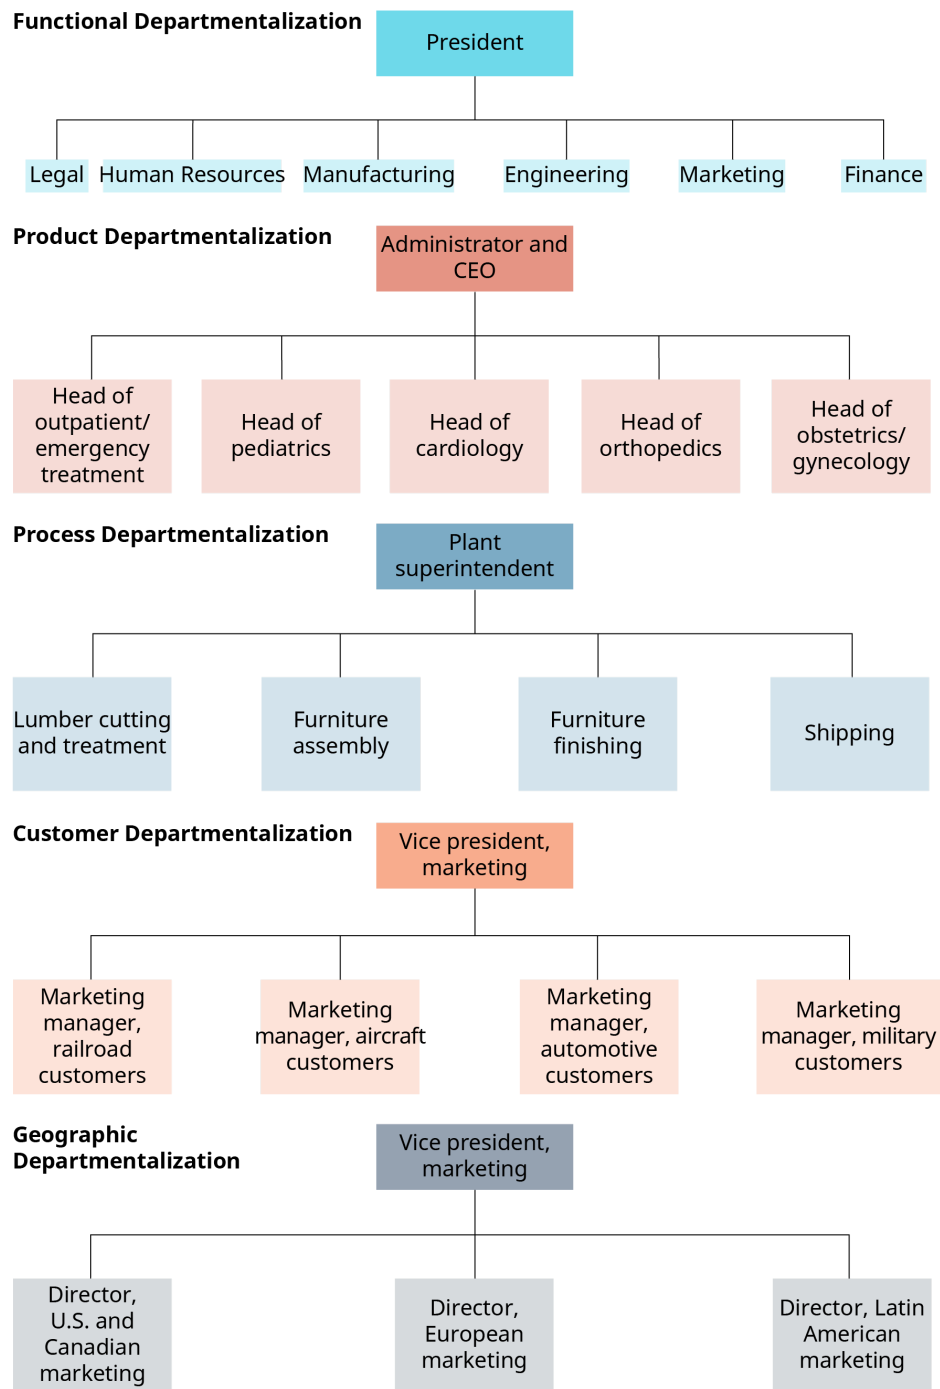 Functional Departmentalization
President
Legal
Human Resources
Manufacturing
Engineering
Marketing
Finance
Product Departmentalization
Administrator and
CEO
Head of
outpatient/
emergency
treatment
Head of
pediatrics
Head of
cardiology
Head of
orthopedics
Head of
obstetrics/
gynecology
Process Departmentalization
Plant
superintendent
Lumber cutting
and treatment
Furniture
assembly
Furniture
finishing
Shipping
Customer Departmentalization
Vice president,
marketing
Marketing
manager,
railroad
customers
Marketing
manager, aircraft
customers
Marketing
manager,
automotive
customers
Marketing
manager, military
customers
Geographic
Departmentalization
Vice president,
marketing
Director,
U.S. and
Canadian
marketing
Director,
European
marketing
Director, Latin
American
marketing